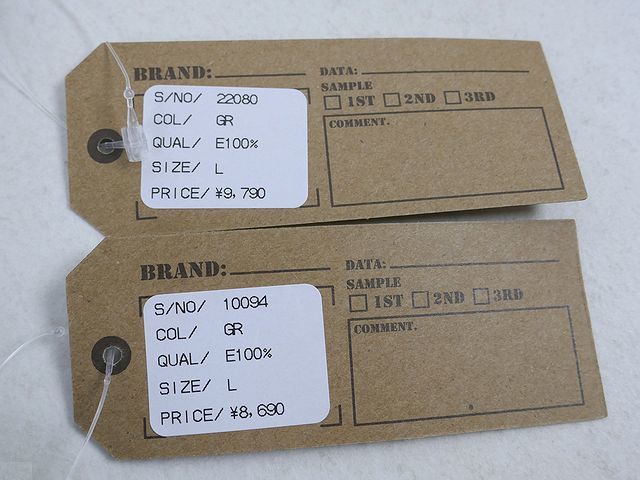 BRAND:
S/NO/ 22080
COL/ GR
QUAL/ E100%
SIZE/ L
PRICE/ ¥9,790
DATA:
SAMPLE
1ST 2ND 3RD
COMMENT.
BRAND:
S/NO/ 10094
COL/ GR
QUAL/ E100%
SIZE/ L
PRICE/ ¥8,690
DATA:
SAMPLE
1ST 2ND 3RD
COMMENT.